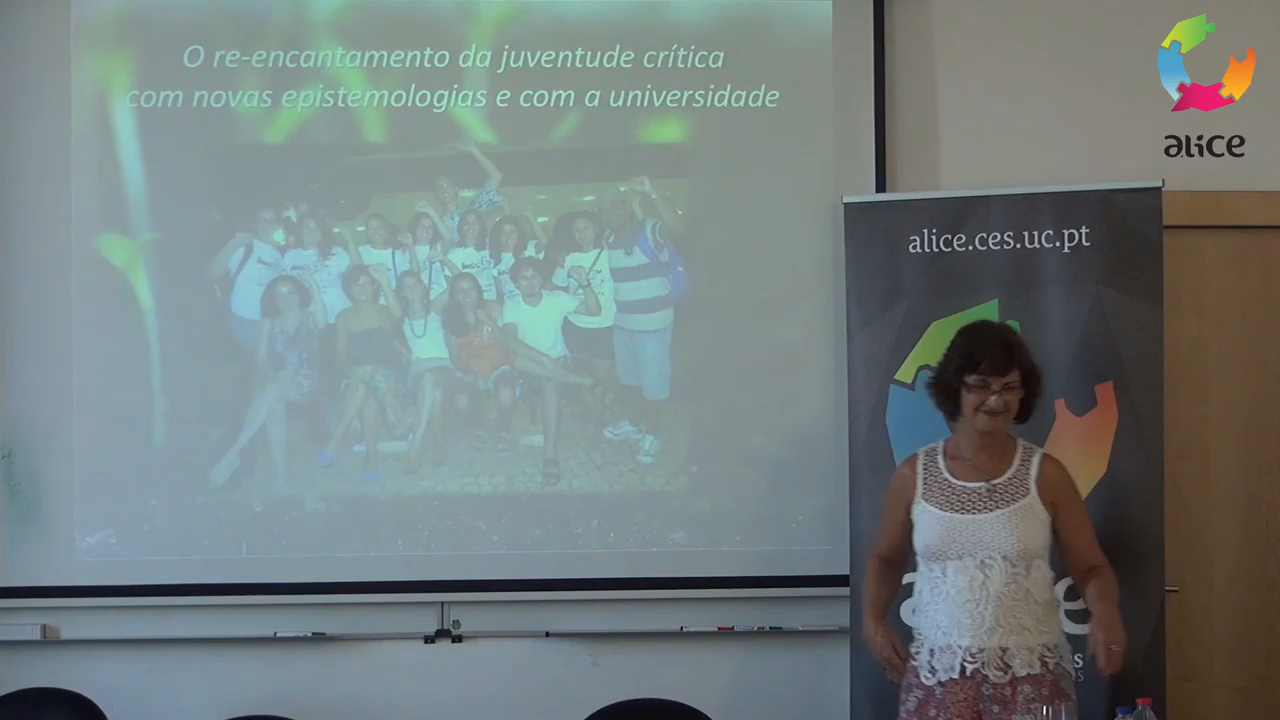 O re-encantamento da juventude crítica
com novas epistemologias e com a universidade
alice
alice.ces.uc.pt